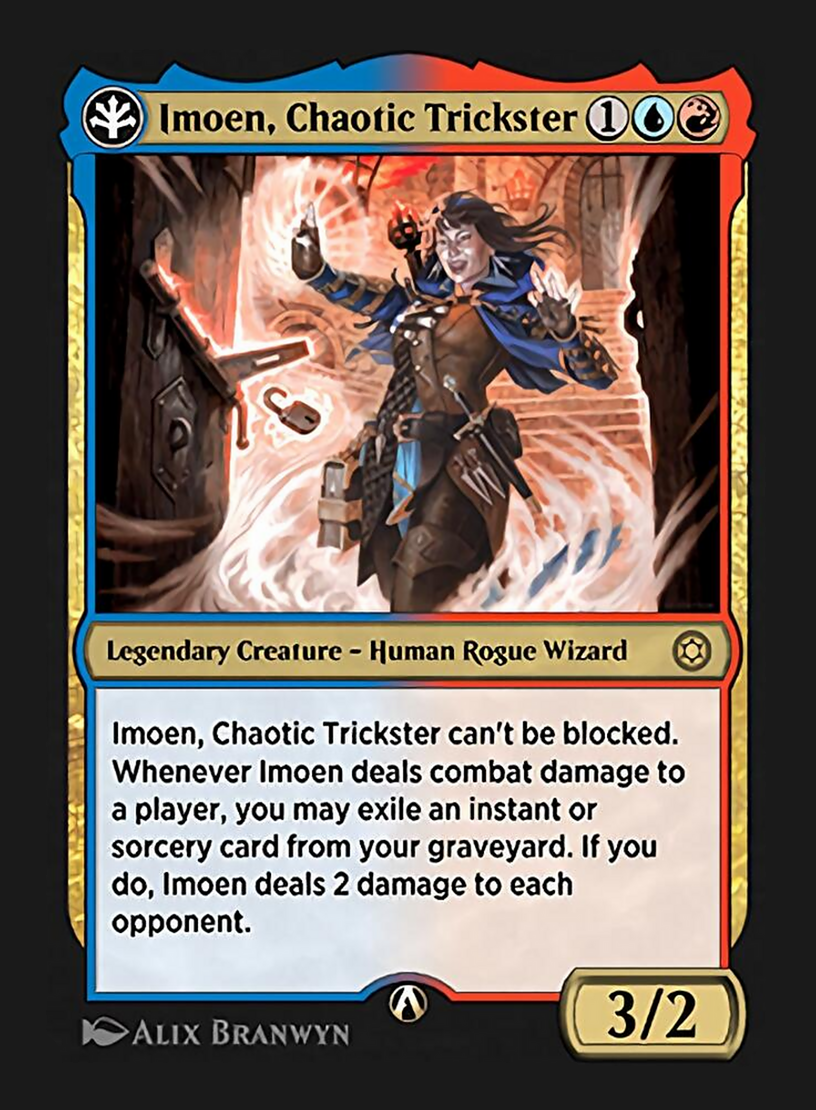 Imoen, Chaotic Trickster 1
Legendary Creature – Human Rogue Wizard
Imoen, Chaotic Trickster can't be blocked.
Whenever Imoen deals combat damage to
a player, you may exile an instant or
sorcery card from your graveyard. If you
do, Imoen deals 2 damage to each
opponent.
3/2
Alix Branwyn